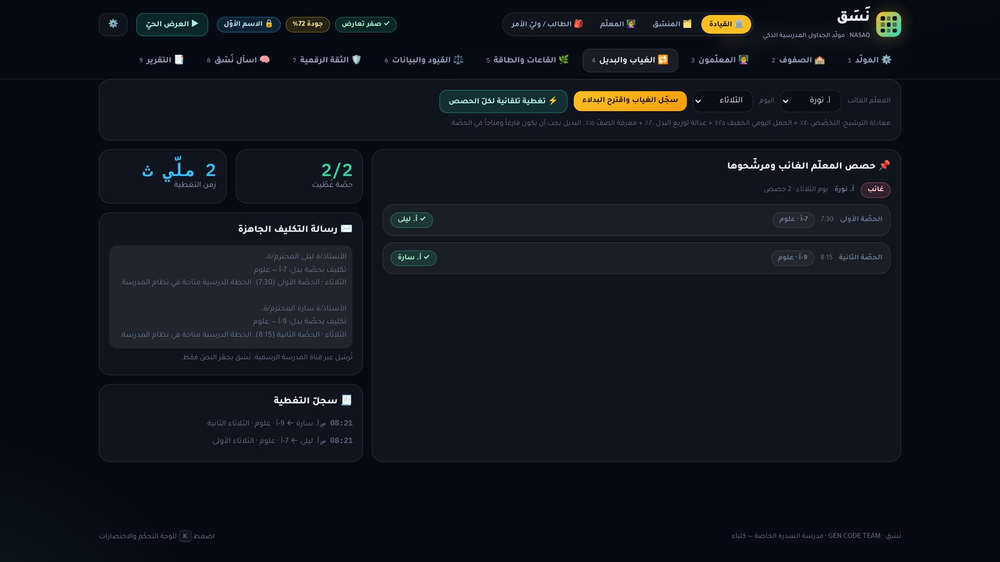 نَسَق
NASAQ · مولّد الجداول المدرسية الذكي
القيادة
المنسّق
المعلّم
الطالب / وليّ الأمر
✓ صفر تعارض
جودة 72%
الاسم الأوّل
▶ العرض الحيّ
المولّد 1
الصفوف 2
المعلّمون 3
الغياب والبديل 4
القاعات والطاقة 5
القيود والبيانات 6
الثقة الرقمية 7
اسأل نَسَق 8
التقرير 9
المعلّم الغائب
أ. نورة
اليوم
الثلاثاء
سجّل الغياب واقترح البدلاء
⚡ تغطية تلقائية لكلّ الحصص
معادلة الترشيح: التخصّص ٤٠٪ + الحمل اليومي الخفيف ٢٥٪ + عدالة توزيع البدل ٢٠٪ + معرفة الصفّ ١٥٪. البديل يجب أن يكون فارغاً ومتاحاً في الحصّة.
📌 حصص المعلّم الغائب ومرشّحوها
غائب أ. نورة يوم الثلاثاء · 2 حصص
الحصّة الأولى 7:30 7-أ · علوم ✓ أ. ليلى
الحصّة الثانية 8:15 9-أ · علوم ✓ أ. سارة
2/2
حصّة غُطّيت
2 ملّي ث
زمن التغطية
✉️ رسالة التكليف الجاهزة
الأستاذ/ة ليلى المحترم/ة،
تكليف بحصّة بدل: 7-أ — علوم
الثلاثاء · الحصّة الأولى (7:30). الخطة الدرسية متاحة في نظام المدرسة.
الأستاذ/ة سارة المحترم/ة،
تكليف بحصّة بدل: 9-أ — علوم
الثلاثاء · الحصّة الثانية (8:15). الخطة الدرسية متاحة في نظام المدرسة.
تُرسَل عبر قناة المدرسة الرسمية. نَسَق يجهّز النصّ فقط.
🧾 سجلّ التغطية
08:21 ص أ. سارة ← 9-أ · علوم · الثلاثاء الثانية
08:21 ص أ. ليلى ← 7-أ · علوم · الثلاثاء الأولى
نَسَق · GEN CODE TEAM · مدرسة السدرة الخاصة — كلباء
اضغط K للوحة التحكّم والاختصارات